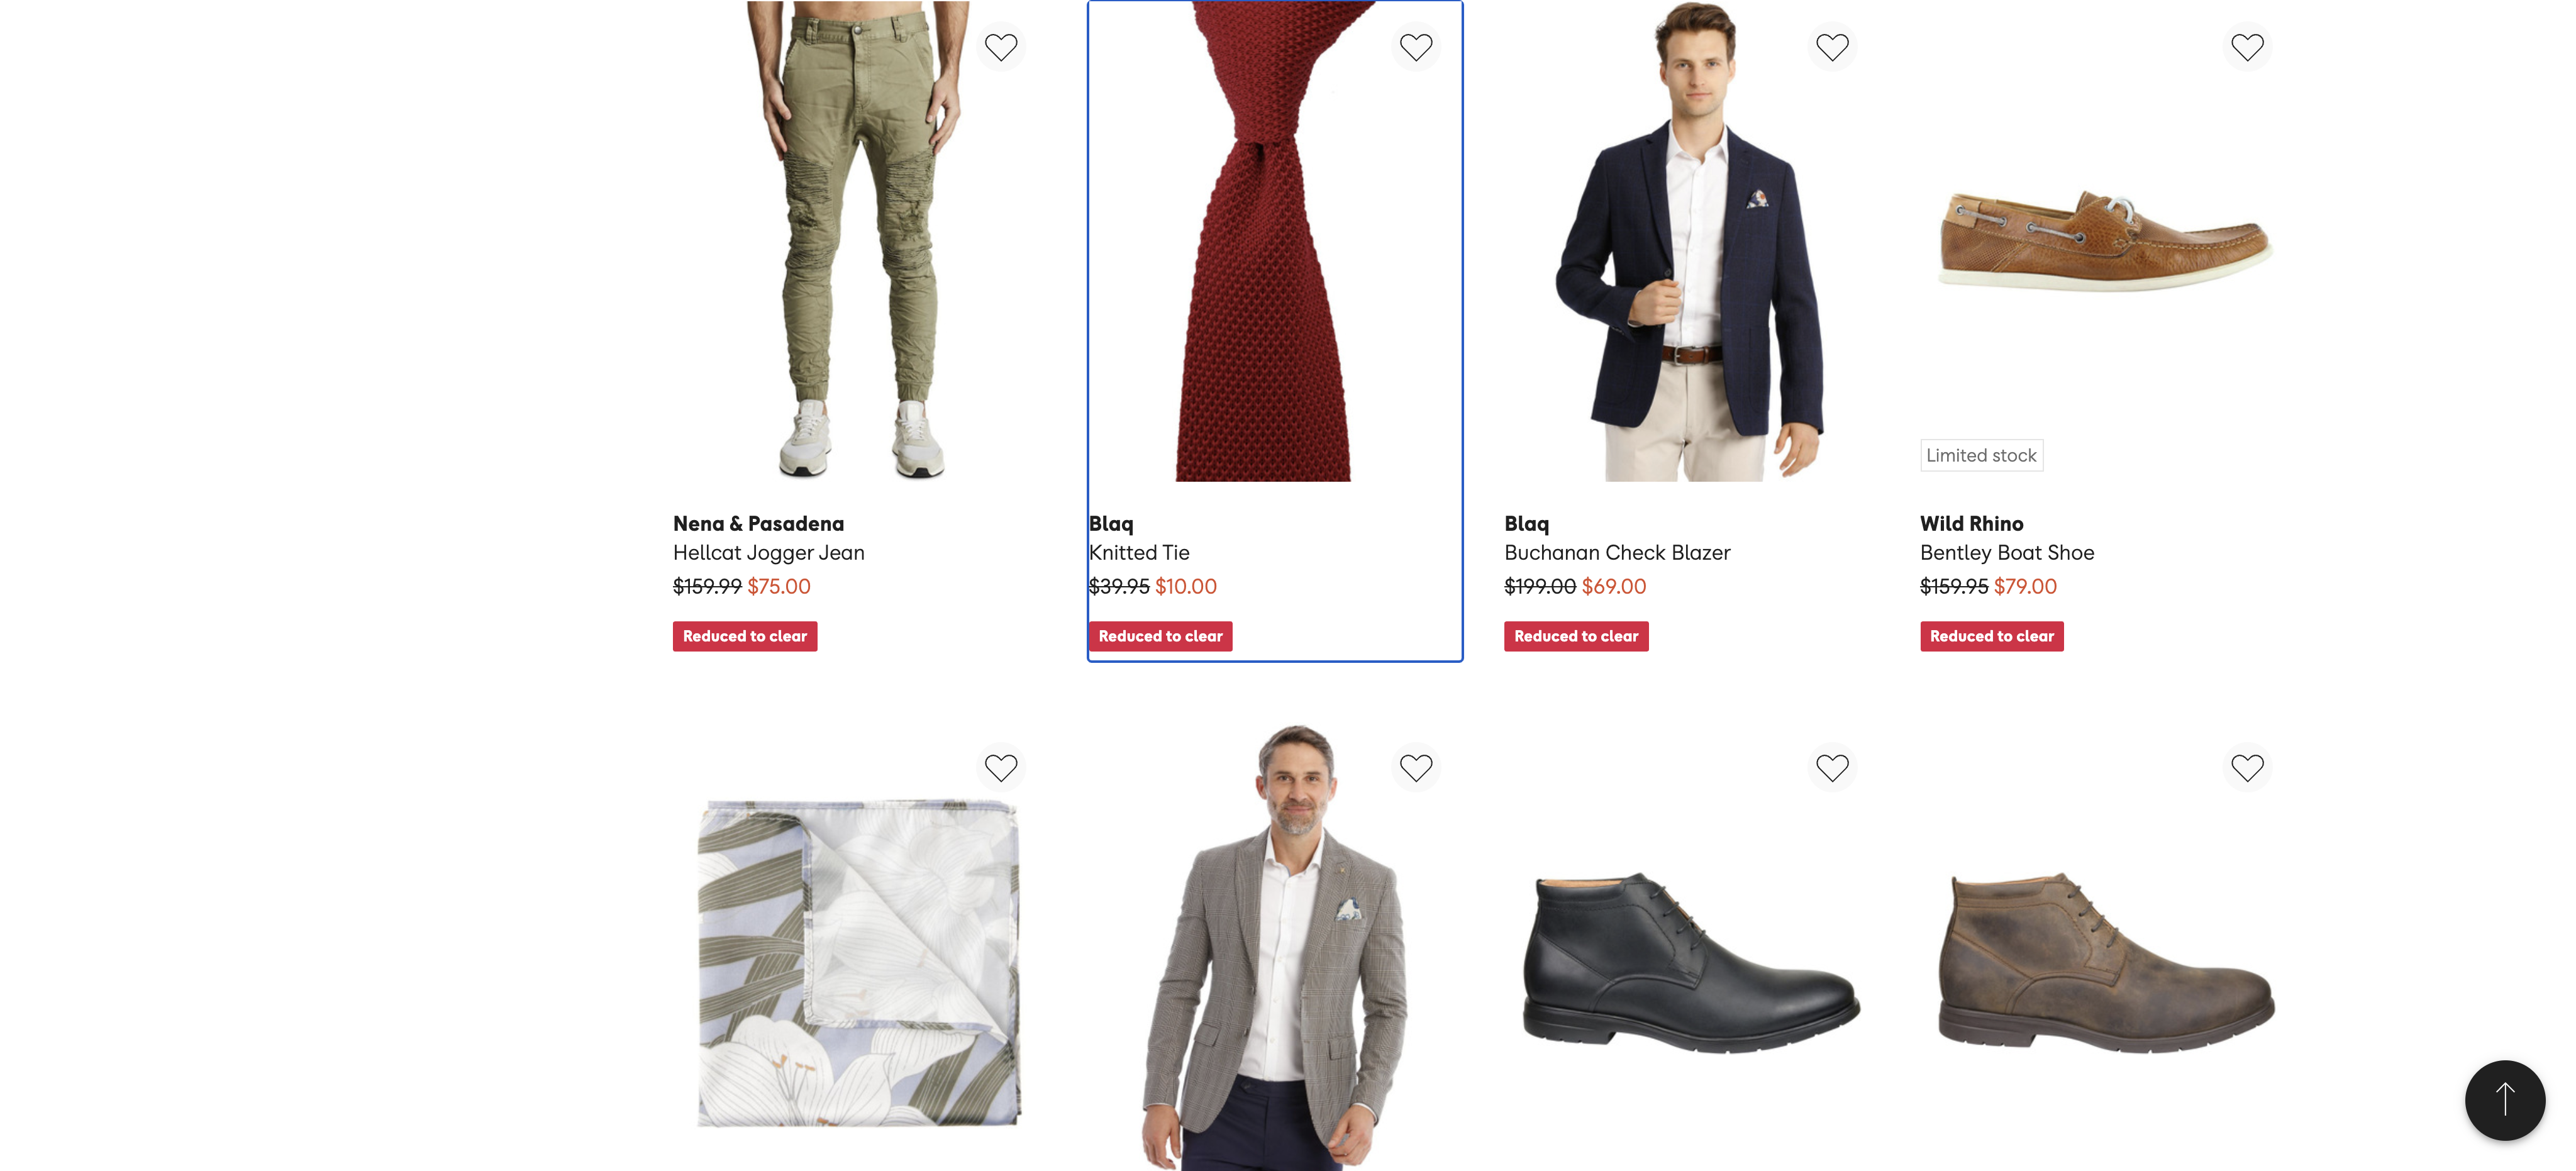 Limited stock
Nena & Pasadena
Hellcat Jogger Jean
$159.99 $75.00
Reduced to clear
Blaq
Knitted Tie
$39.95 $10.00
Reduced to clear
Blaq
Buchanan Check Blazer
$199.00 $69.00
Reduced to clear
Wild Rhino
Bentley Boat Shoe
$159.95 $79.00
Reduced to clear